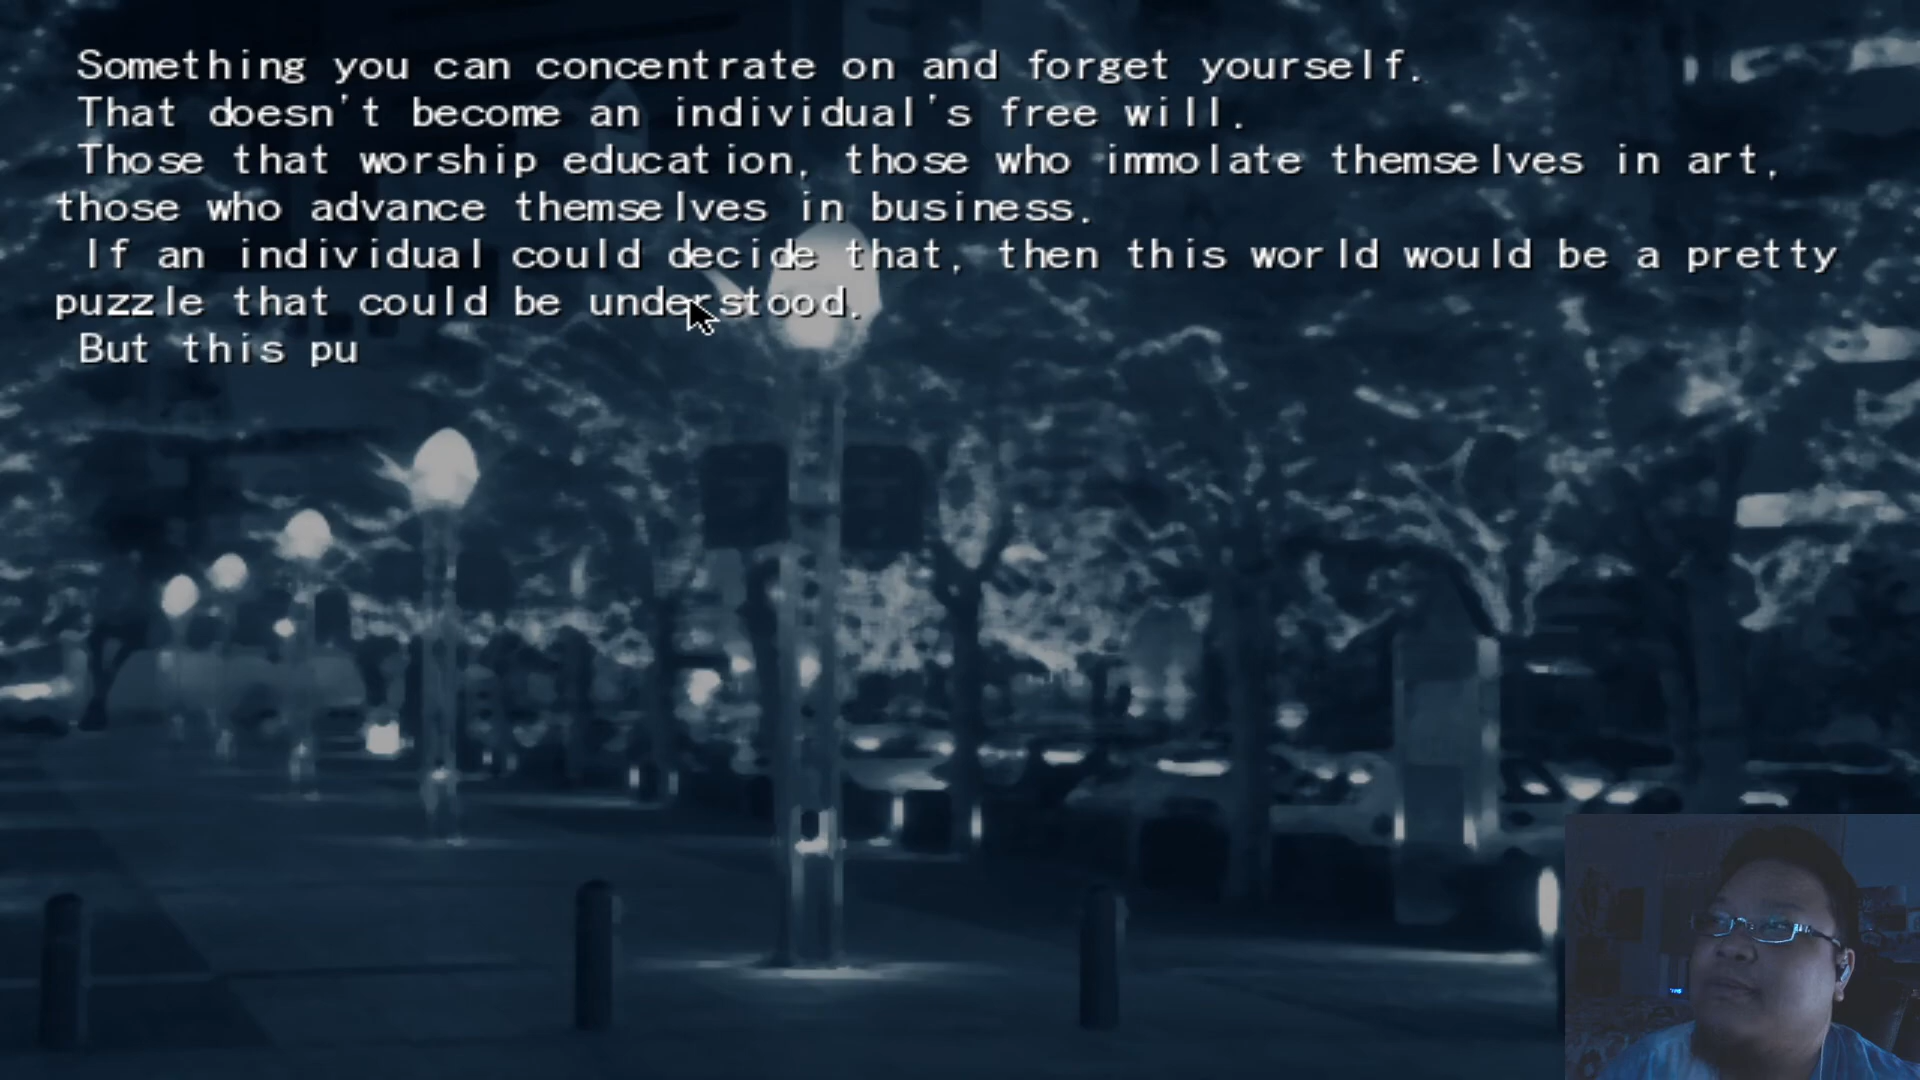 Something you can concentrate on and forget yourself.
That doesn't become an individual's free will.
Those that worship education, those who immolate themselves in art,
those who advance themselves in business.
If an individual could decide that, then this world would be a pretty
puzzle that could be understood.
But this pu